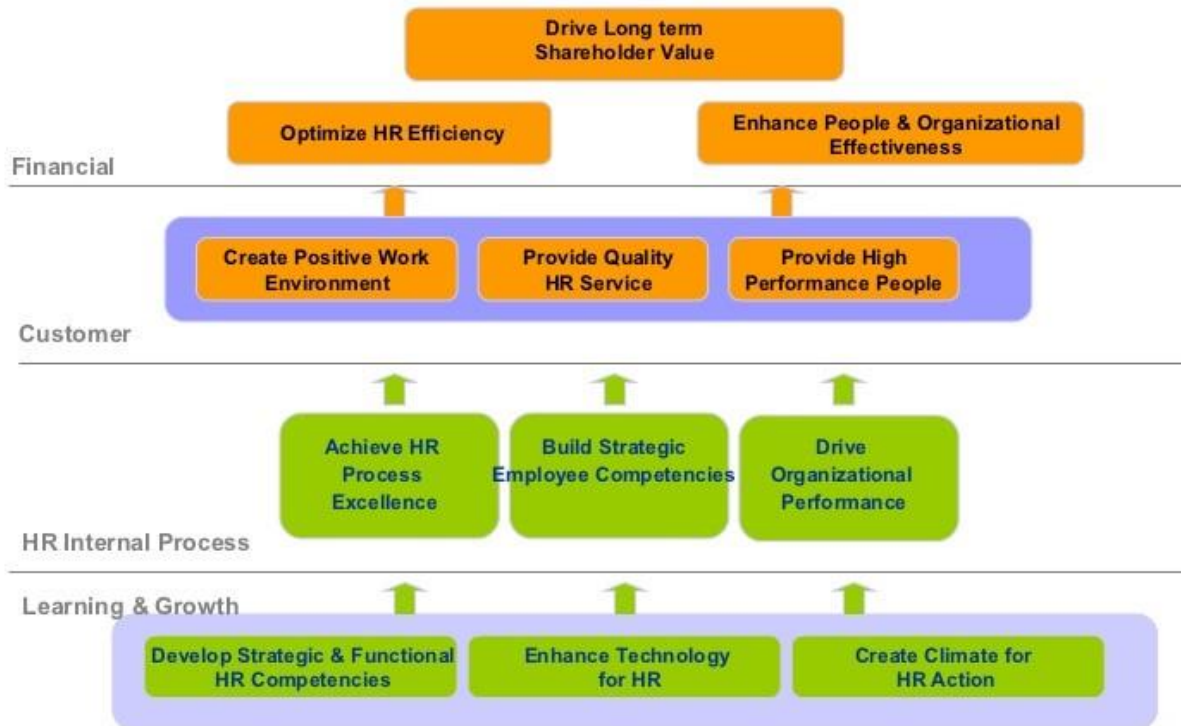 Drive Long term
Shareholder Value
Optimize HR Efficiency
Enhance People & Organizational
Effectiveness
Financial
Create Positive Work
Environment
Provide Quality
HR Service
Provide High
Performance People
Customer
Achieve HR
Process
Excellence
Build Strategic
Employee Competencies
Drive
Organizational
Performance
HR Internal Process
Learning & Growth
Develop Strategic & Functional
HR Competencies
Enhance Technology
for HR
Create Climate for
HR Action